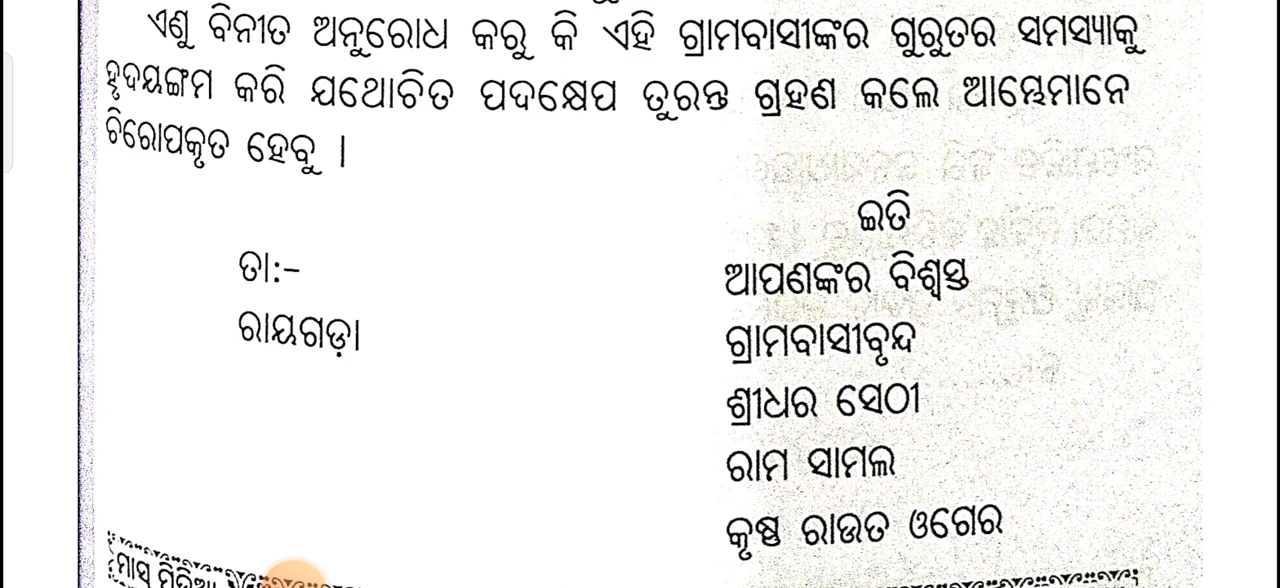 ଏଣୁ ବିନୀତ ଅନୁରୋଧ କରୁ କି ଏହି ଗ୍ରାମବାସୀଙ୍କର ଗୁରୁତର ସମସ୍ୟାକୁ
ହୃଦୟଙ୍ଗମ କରି ଯଥୋଚିତ ପଦକ୍ଷେପ ତୁରନ୍ତ ଗ୍ରହଣ କଲେ ଆମ୍ଭେମାନେ
ଚିରୋପକୃତ ହେବୁ ।
ଇତି
ତା:-
ଆପଣଙ୍କର ବିଶ୍ୱସ୍ତ
ରାୟଗଡ଼ା
ଗ୍ରାମବାସୀବୃନ୍ଦ
ଶ୍ରୀଧର ସେଠୀ
ରାମ ସାମଲ
କୃଷ୍ଣ ରାଉତ ଓଗେର
ମାସ୍